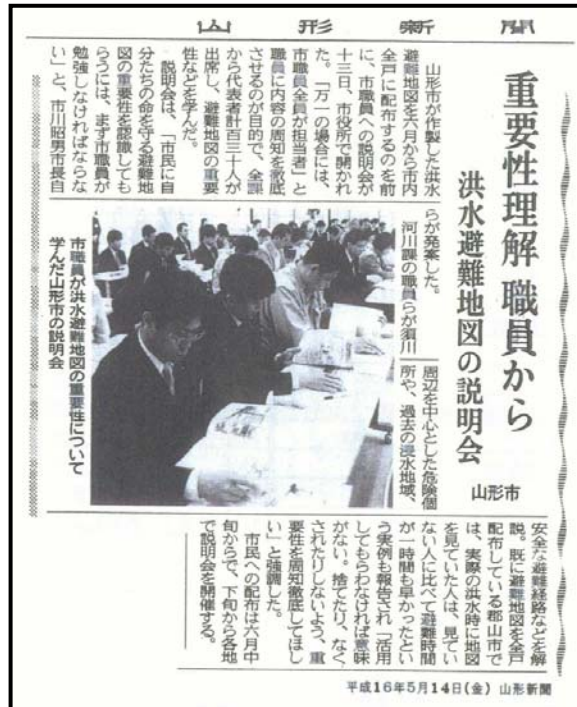 山形新聞
重要性理解 職員から
洪水避難地図の説明会
山形市
山形市が作製した洪水
避難地図を六月から市内
全戸に配布するのを前
に、市職員への説明会が
十三日、市役所で開かれ
た。「万一の場合には、
市職員全員が担当者」と
職員に内容の周知を徹底
させるのが目的で、全課
から代表者計百三十人が
出席し、避難地図の重要
性などを学んだ。
説明会は、「市民に自
分たちの命を守る避難地
図の重要性を認識しても
らうには、まず市職員が
勉強しなければならな
い」と、市川昭男市長自
らが発案した。
河川課の職員らが須川
周辺を中心とした危険個
所や、過去の浸水地域、
安全な避難経路などを解
説。既に避難地図を全戸
配布している郡山市で
は、実際の洪水時に地図
を見ていた人は、見てい
ない人に比べて避難時間
が一時間も早かったとい
う実例も報告され「活用
してもらわなければ意味
がない。捨てたり、なく
されたりしないよう、重
要性を周知徹底してほし
い」と強調した。
市民への配布は六月中
旬からで、下旬から各地
で説明会を開催する。
市職員が洪水避難地図の重要性について
学んだ山形市の説明会
平成16年5月14日(金) 山形新聞